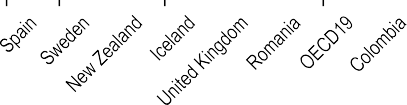 Spain
Sweden
New Zealand
Iceland
United Kingdom
Romania
OECD19
Colombia